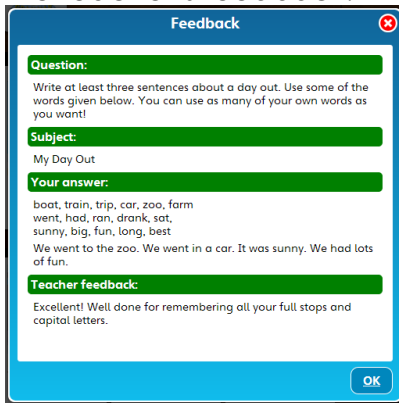 Feedback
Question:
Write at least three sentences about a day out. Use some of the
words given below. You can use as many of your own words as
you want!
Subject:
My Day Out
Your answer:
boat, train, trip, car, zoo, farm
went, had, ran, drank, sat,
sunny, big, fun, long, best
We went to the zoo. We went in a car. It was sunny. We had lots
of fun.
Teacher feedback:
Excellent! Well done for remembering all your full stops and
capital letters.
OK